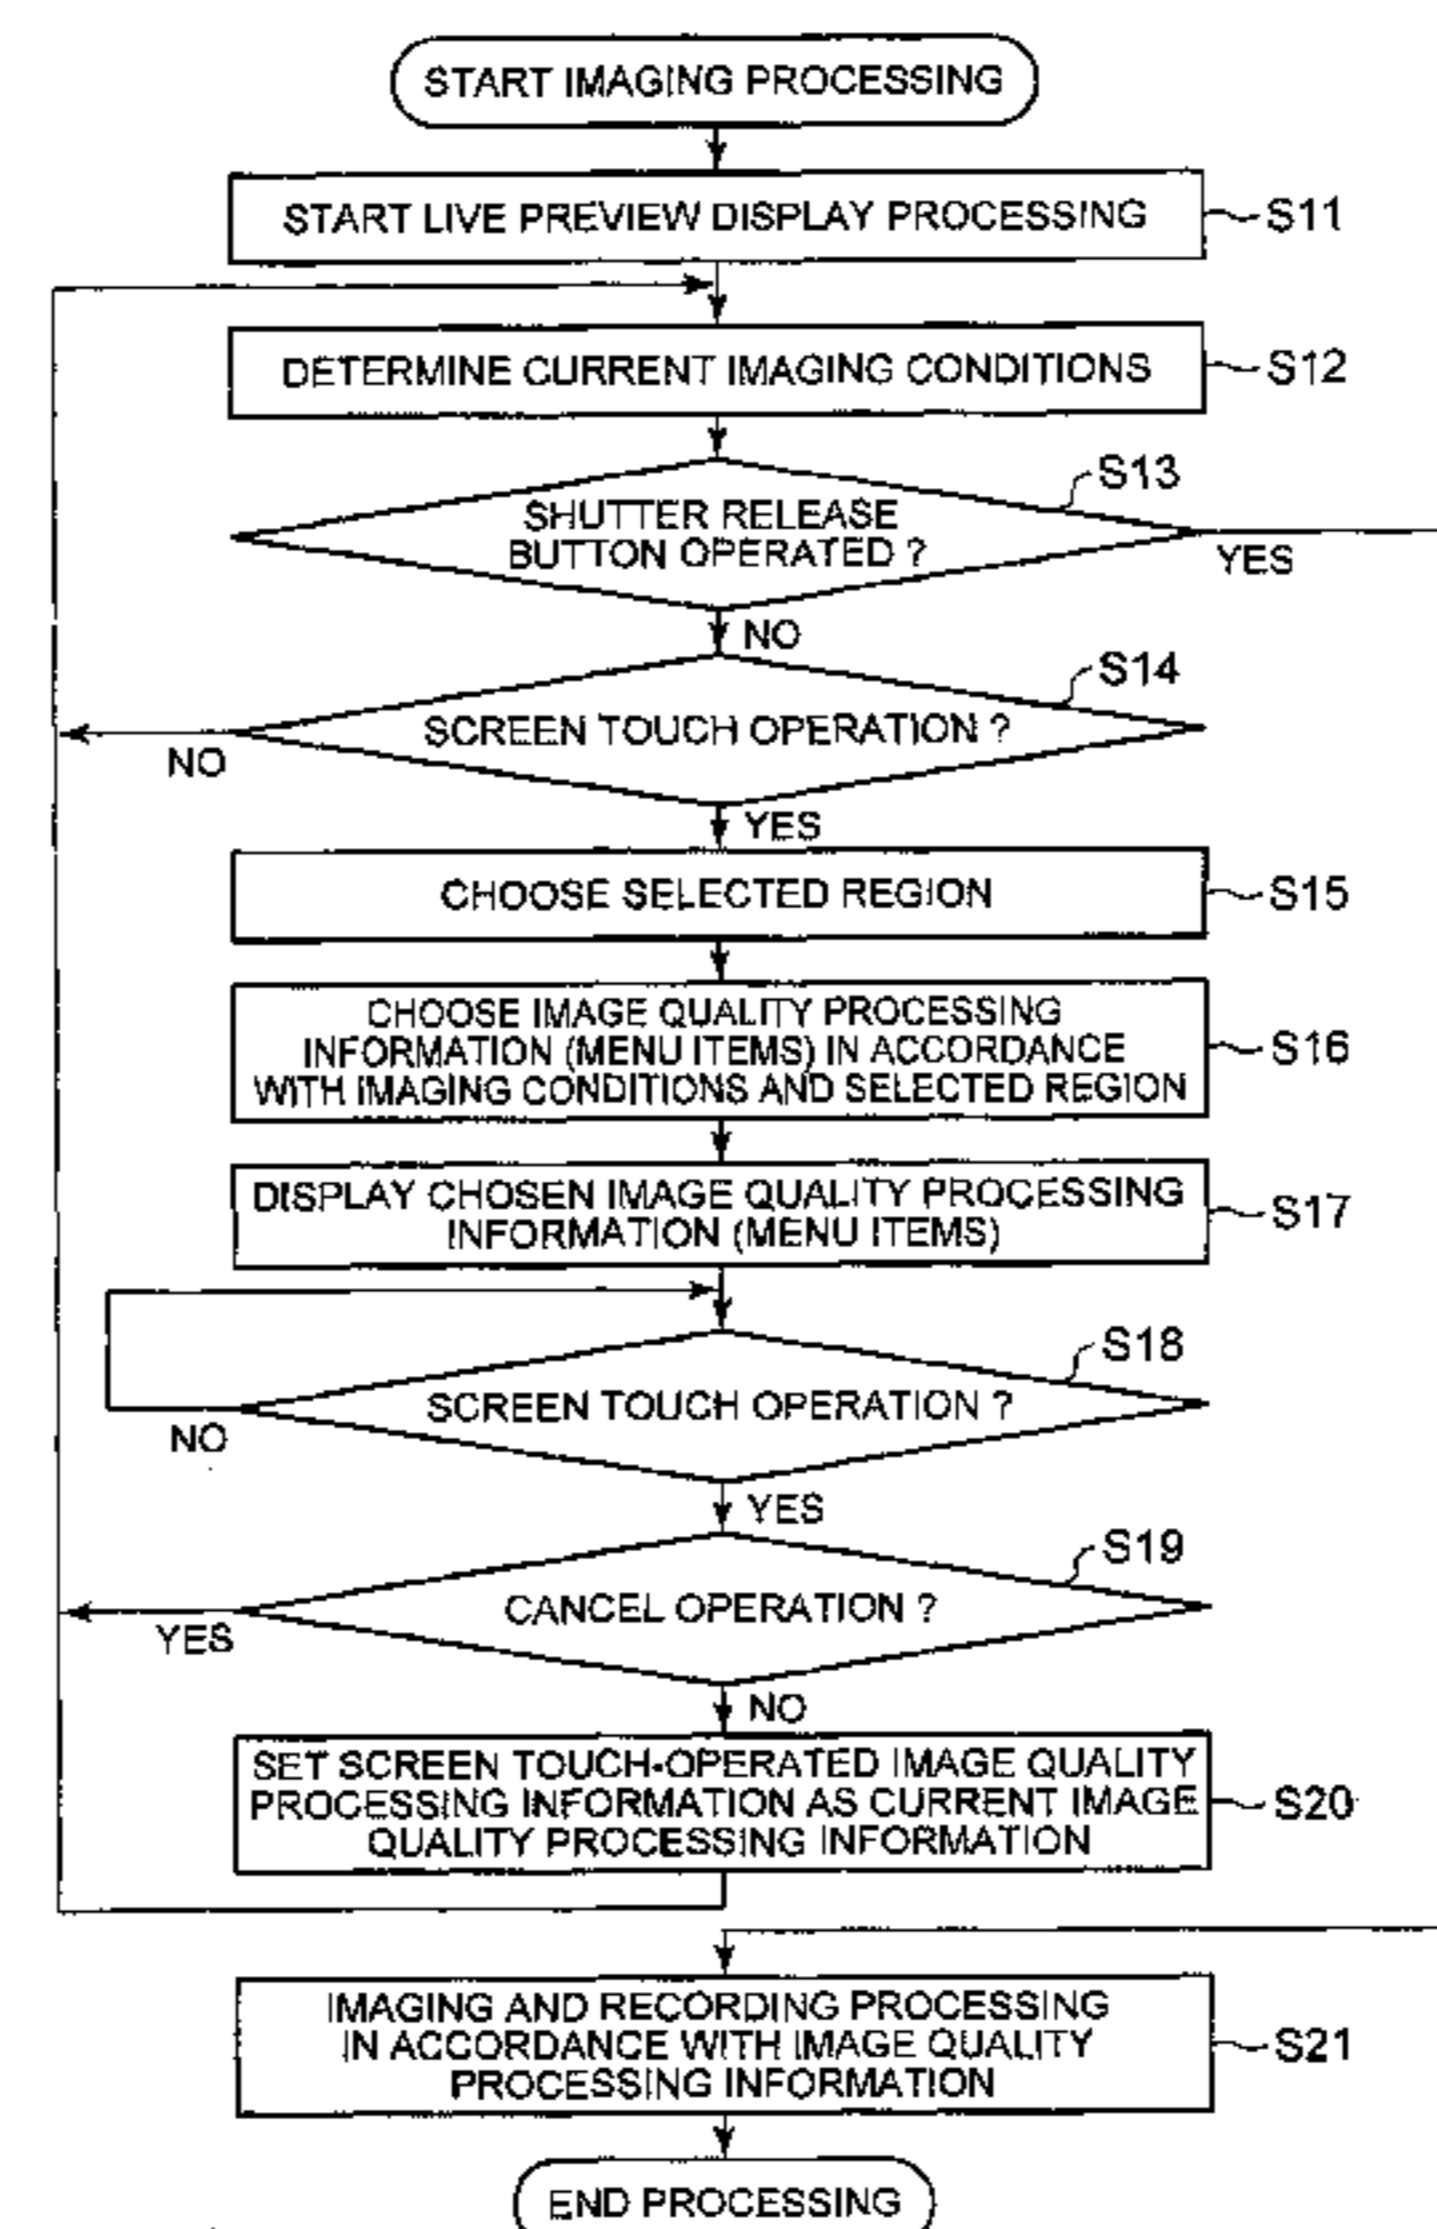 START IMAGING PROCESSING
START LIVE PREVIEW DISPLAY PROCESSING
S11
DETERMINE CURRENT IMAGING CONDITIONS
S12
S13
SHUTTER RELEASE
BUTTON OPERATED ?
YES
NO
S14
SCREEN TOUCH OPERATION ?
NO
YES
CHOOSE SELECTED REGION
S15
CHOOSE IMAGE QUALITY PROCESSING
INFORMATION (MENU ITEMS) IN ACCORDANCE
WITH IMAGING CONDITIONS AND SELECTED REGION
S16
DISPLAY CHOSEN IMAGE QUALITY PROCESSING
INFORMATION (MENU ITEMS)
S17
S18
SCREEN TOUCH OPERATION ?
NO
YES
S19
CANCEL OPERATION ?
YES
NO
SET SCREEN TOUCH-OPERATED IMAGE QUALITY
PROCESSING INFORMATION AS CURRENT IMAGE
QUALITY PROCESSING INFORMATION
S20
IMAGING AND RECORDING PROCESSING
IN ACCORDANCE WITH IMAGE QUALITY
PROCESSING INFORMATION
S21
END PROCESSING